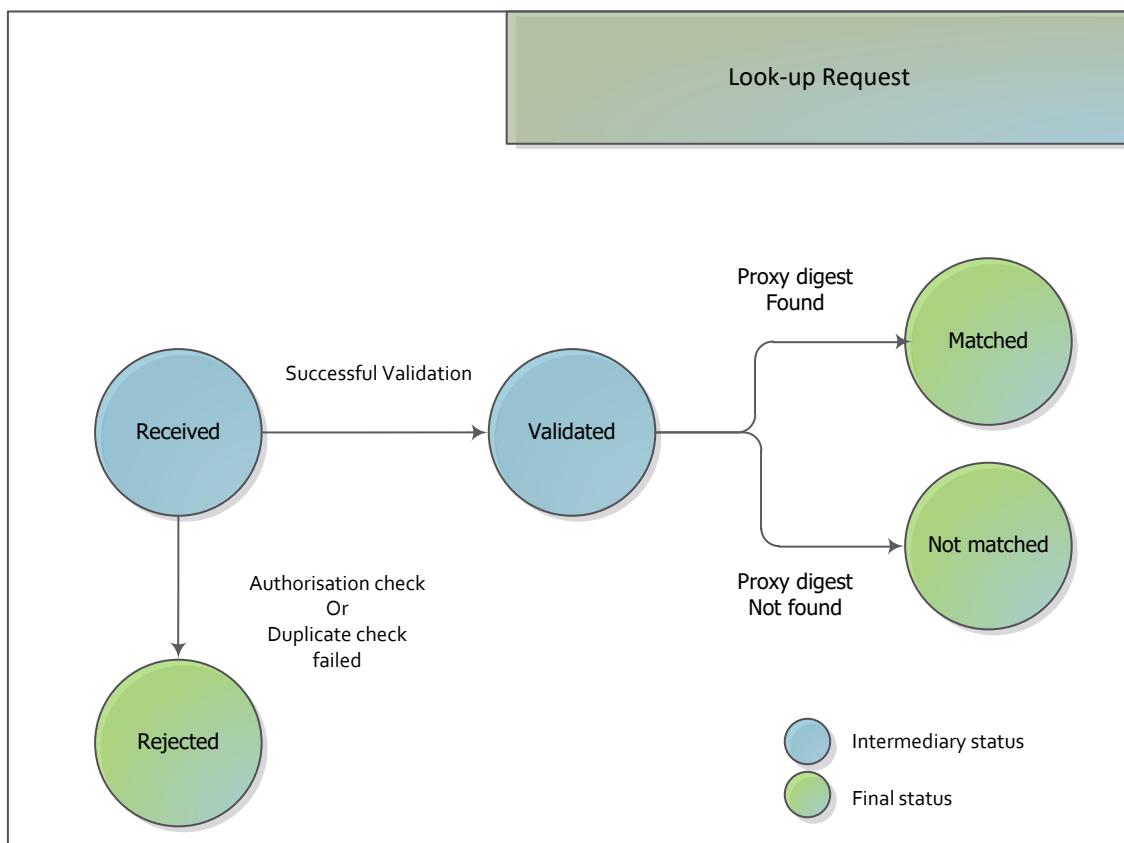 Look-up Request
Proxy digest
Found
Matched
Successful Validation
Received
Validated
Not matched
Proxy digest
Not found
Authorisation check
Or
Duplicate check
failed
Rejected
Intermediary status
Final status